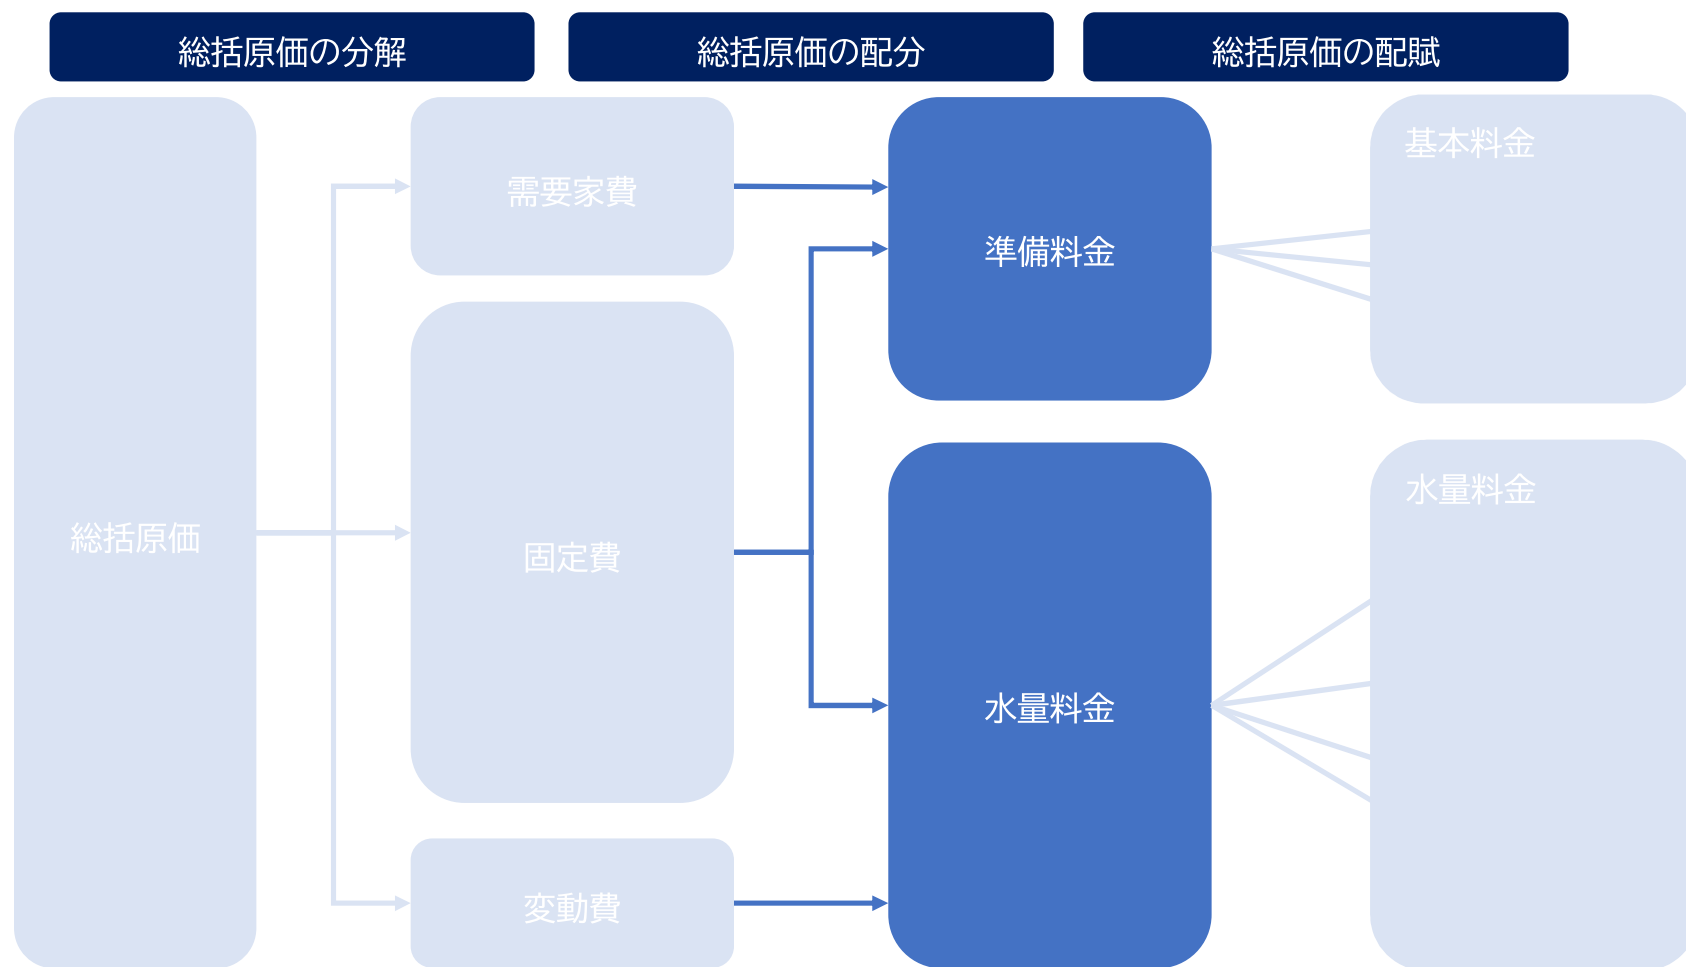 総括原価の分解
総括原価の配分
総括原価の配賦
総括原価
需要家費
固定費
変動費
準備料金
水量料金
基本料金
水量料金